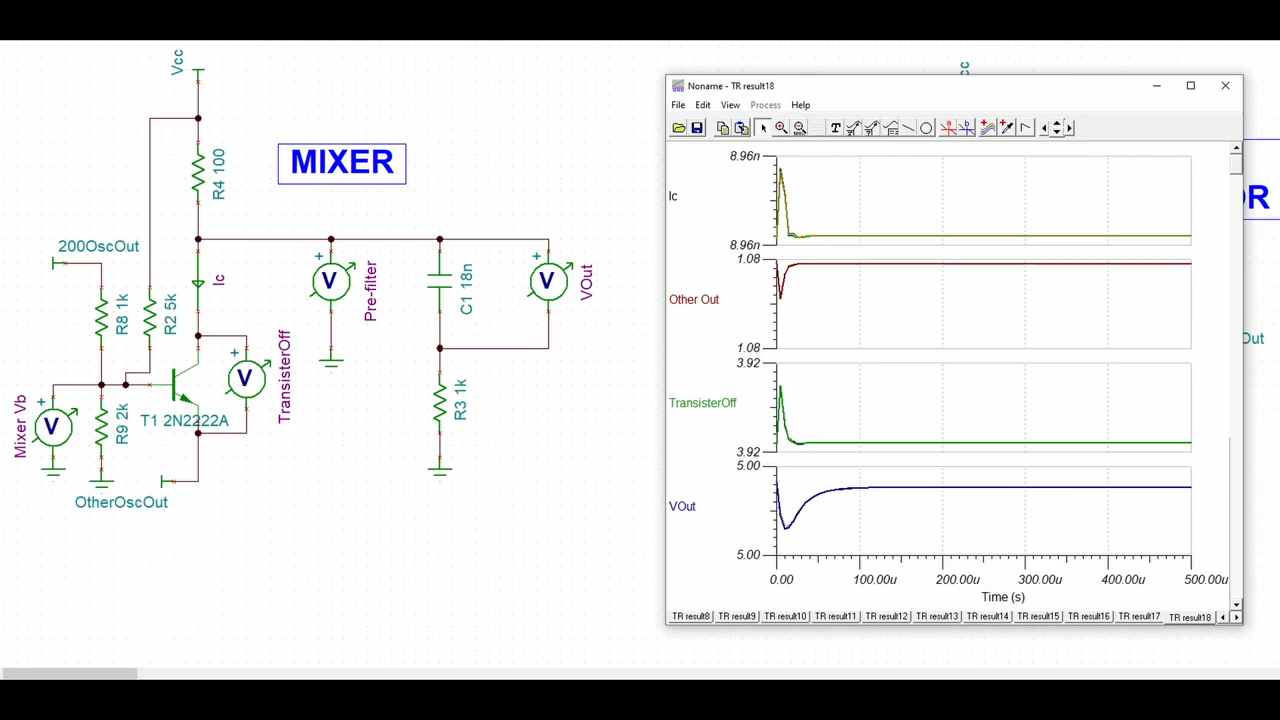 Vcc
R4 100
MIXER
200OscOut
R8 1k
R2 5k
Ic
Pre-filter
C1 18n
VOut
V
V
TransisterOff
V
Mixer Vb
V
R9 2k
T1 2N2222A
R3 1k
OtherOscOut
cc
OR
Out
Noname - TR result18
File Edit View Process Help
8.96n
Ic
8.96n
1.08
Other Out
1.08
3.92
TransisterOff
3.92
5.00
VOut
5.00
0.00 100.00u 200.00u 300.00u 400.00u 500.00u
Time (s)
TR result8 TR result9 TR result10 TR result11 TR result12 TR result13 TR result14 TR result15 TR result16 TR result17 TR result18